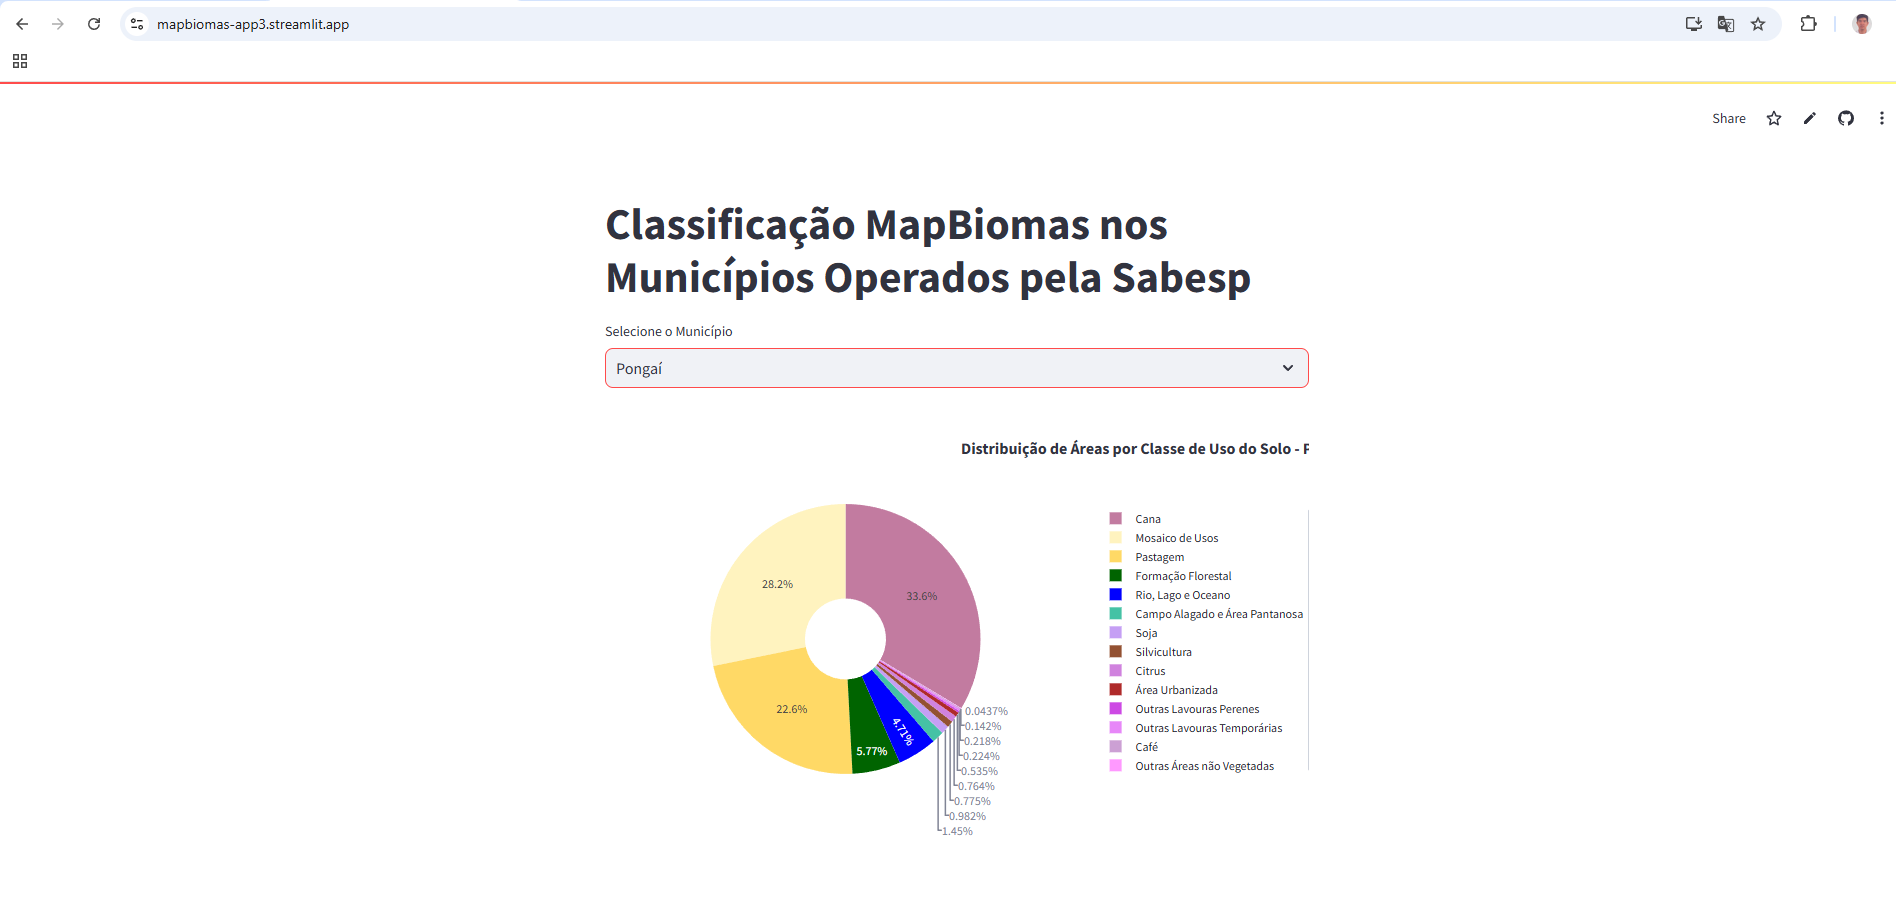 mapbiomas-app3.streamlit.app
Share
Classificação MapBiomas nos
Municípios Operados pela Sabesp
Selecione o Município
Pongaí
Distribuição de Áreas por Classe de Uso do Solo - P
28.2%
33.6%
22.6%
5.77%
4.71%
0.0437%
0.142%
0.218%
0.224%
0.535%
0.764%
0.775%
0.982%
1.45%
Cana
Mosaico de Usos
Pastagem
Formação Florestal
Rio, Lago e Oceano
Campo Alagado e Área Pantanosa
Soja
Silvicultura
Citrus
Área Urbanizada
Outras Lavouras Perenes
Outras Lavouras Temporárias
Café
Outras Áreas não Vegetadas